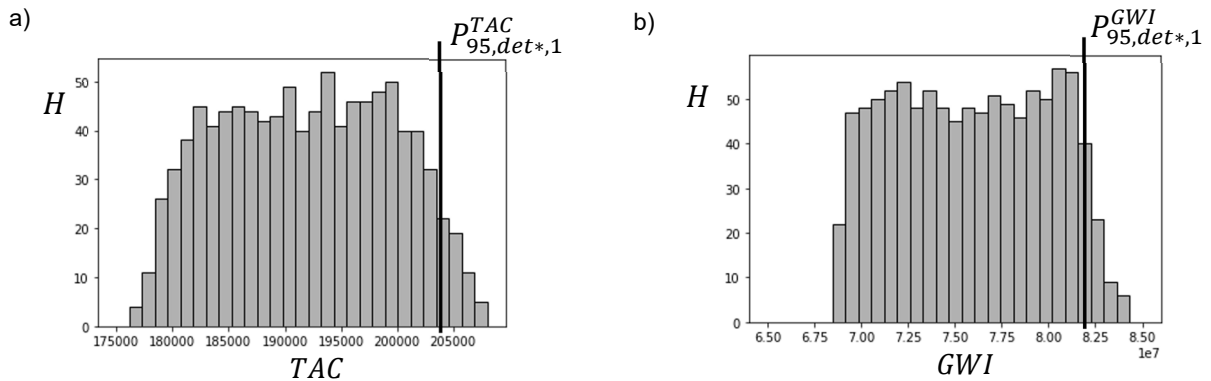 a)
P^{TAC}_{95,det*,1}
H
50
40
30
20
10
0
175000 180000 185000 190000 195000 200000 205000
TAC
b)
P^{GWI}_{95,det*,1}
H
50
40
30
20
10
0
6.50 6.75 7.00 7.25 7.50 7.75 8.00 8.25 8.50
1e7
GWI